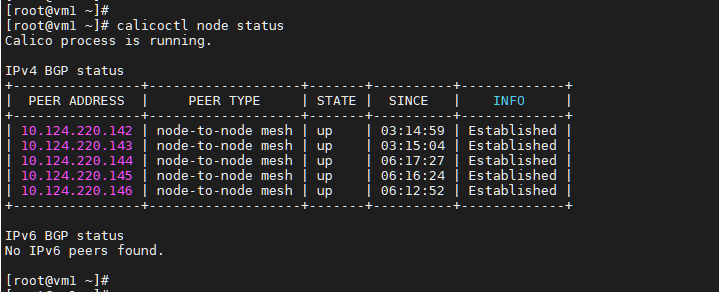 [root@vm1 ~]#
[root@vm1 ~]# calicoctl node status
Calico process is running.
IPv4 BGP status
+---------------+-------------------+-------+----------+-------------+
| PEER ADDRESS | PEER TYPE | STATE | SINCE | INFO |
+---------------+-------------------+-------+----------+-------------+
| 10.124.220.142 | node-to-node mesh | up | 03:14:59 | Established |
| 10.124.220.143 | node-to-node mesh | up | 03:15:04 | Established |
| 10.124.220.144 | node-to-node mesh | up | 06:17:27 | Established |
| 10.124.220.145 | node-to-node mesh | up | 06:16:24 | Established |
| 10.124.220.146 | node-to-node mesh | up | 06:12:52 | Established |
+---------------+-------------------+-------+----------+-------------+
IPv6 BGP status
No IPv6 peers found.
[root@vm1 ~]#
[root@vm1 ~]#